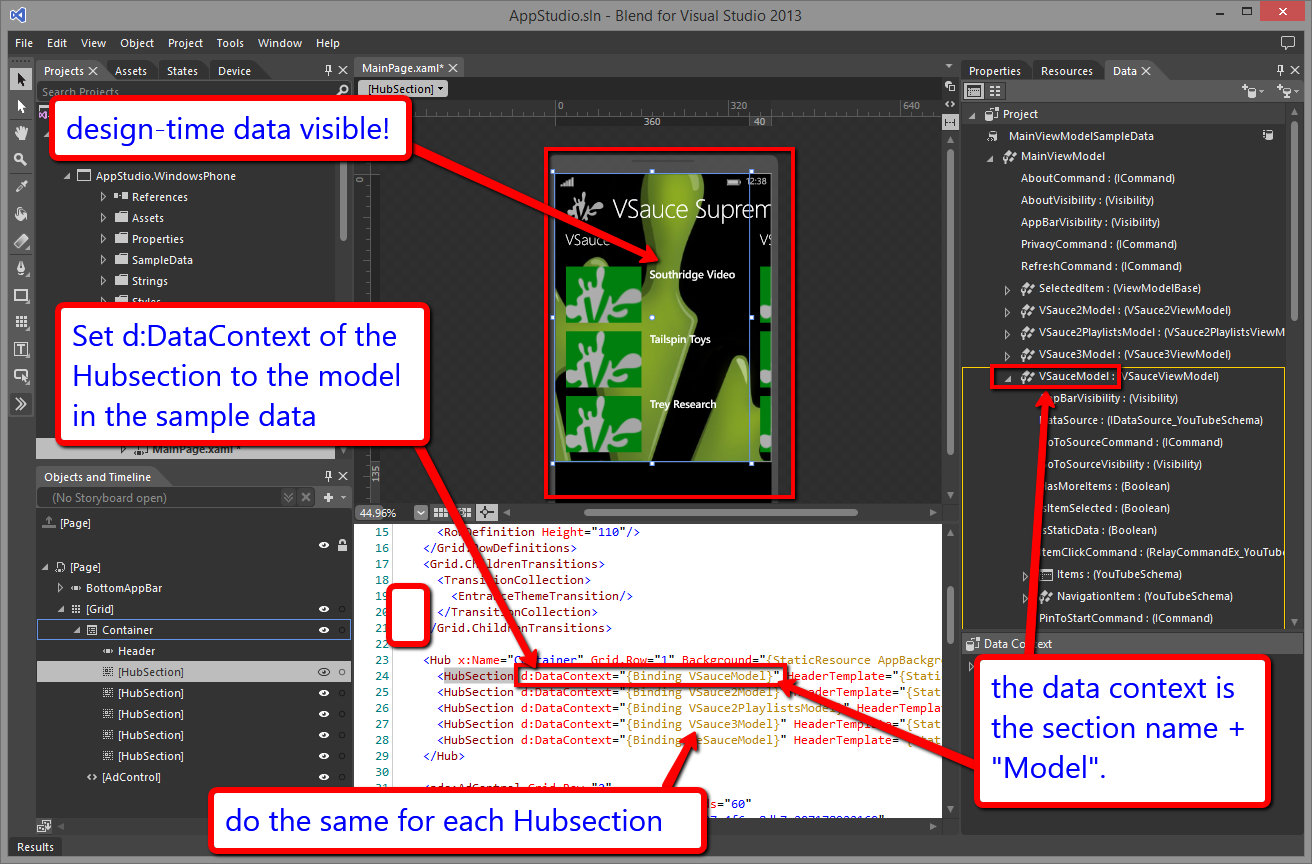 AppStudio.sln - Blend for Visual Studio 2013
File Edit View Object Project Tools Window Help
Projects Assets States Device
Search Projects
design-time data visible!
AppStudio.WindowsPhone
References
Assets
Properties
SampleData
Strings
Styles
Set d:DataContext of the
Hubsection to the model
in the sample data
MainPage.xaml*
Objects and Timeline
(No Storyboard open)
[Page]
[Page]
BottomAppBar
[Grid]
Container
Header
[HubSection]
[HubSection]
[HubSection]
[HubSection]
[HubSection]
[AdControl]
Results
MainPage.xaml*
[HubSection]
0 320 640
360 40
0
135
12:38
VSauce Suprem
VSauce VS
Southridge Video
Tailspin Toys
Trey Research
44.96%
15 <RowDefinition Height="110"/>
16 </Grid.RowDefinitions>
17 <Grid.ChildrenTransitions>
18 <TransitionCollection>
19 <EntranceThemeTransition/>
20 </TransitionCollection>
21 /Grid.ChildrenTransitions>
22
23 <Hub x:Name="Container" Grid.Row="1" Background="{StaticResource AppBackgro
24 <HubSection d:DataContext="{Binding VSauceModel}" HeaderTemplate="{Stati
25 <HubSection d:DataContext="{Binding VSauce2Model}" HeaderTemplate="{Stat
26 <HubSection d:DataContext="{Binding VSauce2PlaylistsModel}" HeaderTempla
27 <HubSection d:DataContext="{Binding VSauce3Model}" HeaderTemplate="{Stat
28 <HubSection d:DataContext="{Binding eSauceModel}" HeaderTemplate="{Stati
29 </Hub>
30
31
="60"
do the same for each Hubsection
Properties Resources Data
Project
MainViewModelSampleData
MainViewModel
AboutCommand : (ICommand)
AboutVisibility : (Visibility)
AppBarVisibility : (Visibility)
PrivacyCommand : (ICommand)
RefreshCommand : (ICommand)
SelectedItem : (ViewModelBase)
VSauce2Model : (VSauce2ViewModel)
VSauce2PlaylistsModel : (VSauce2PlaylistsViewM
VSauce3Model : (VSauce3ViewModel)
VSauceModel : (VSauceViewModel)
ppBarVisibility : (Visibility)
DataSource : (IDataSource_YouTubeSchema)
GoToSourceCommand : (ICommand)
GoToSourceVisibility : (Visibility)
HasMoreItems : (Boolean)
IsItemSelected : (Boolean)
IsStaticData : (Boolean)
ItemClickCommand : (RelayCommandEx_YouTube
Items : (YouTubeSchema)
NavigationItem : (YouTubeSchema)
PinToStartCommand : (ICommand)
Data Context
the data context is
the section name +
"Model".